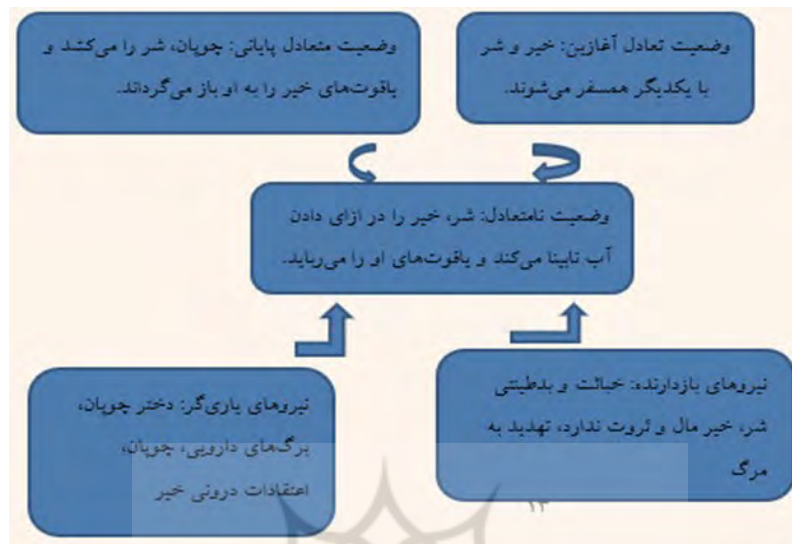 وضعیت تعادل آغازین: خیر و شر
با یکدیگر همسفر می‌شوند.
وضعیت متعادل پایانی: چوپان، شر را می‌کشد و
یاقوت‌های خیر را به او باز می‌گرداند.
وضعیت نامتعادل: شر، خیر را در ازای دادن
آب نابینا می‌کند و یاقوت‌های او را می‌رباید.
نیروهای بازدارنده: خباثت و بدطینتی
شر، خیر مال و ثروت ندارد، تهدید به
مرگ
نیروهای یاری‌گر: دختر چوپان،
برگ‌های دارویی، چوپان،
اعتقادات درونی خیر
۱۳